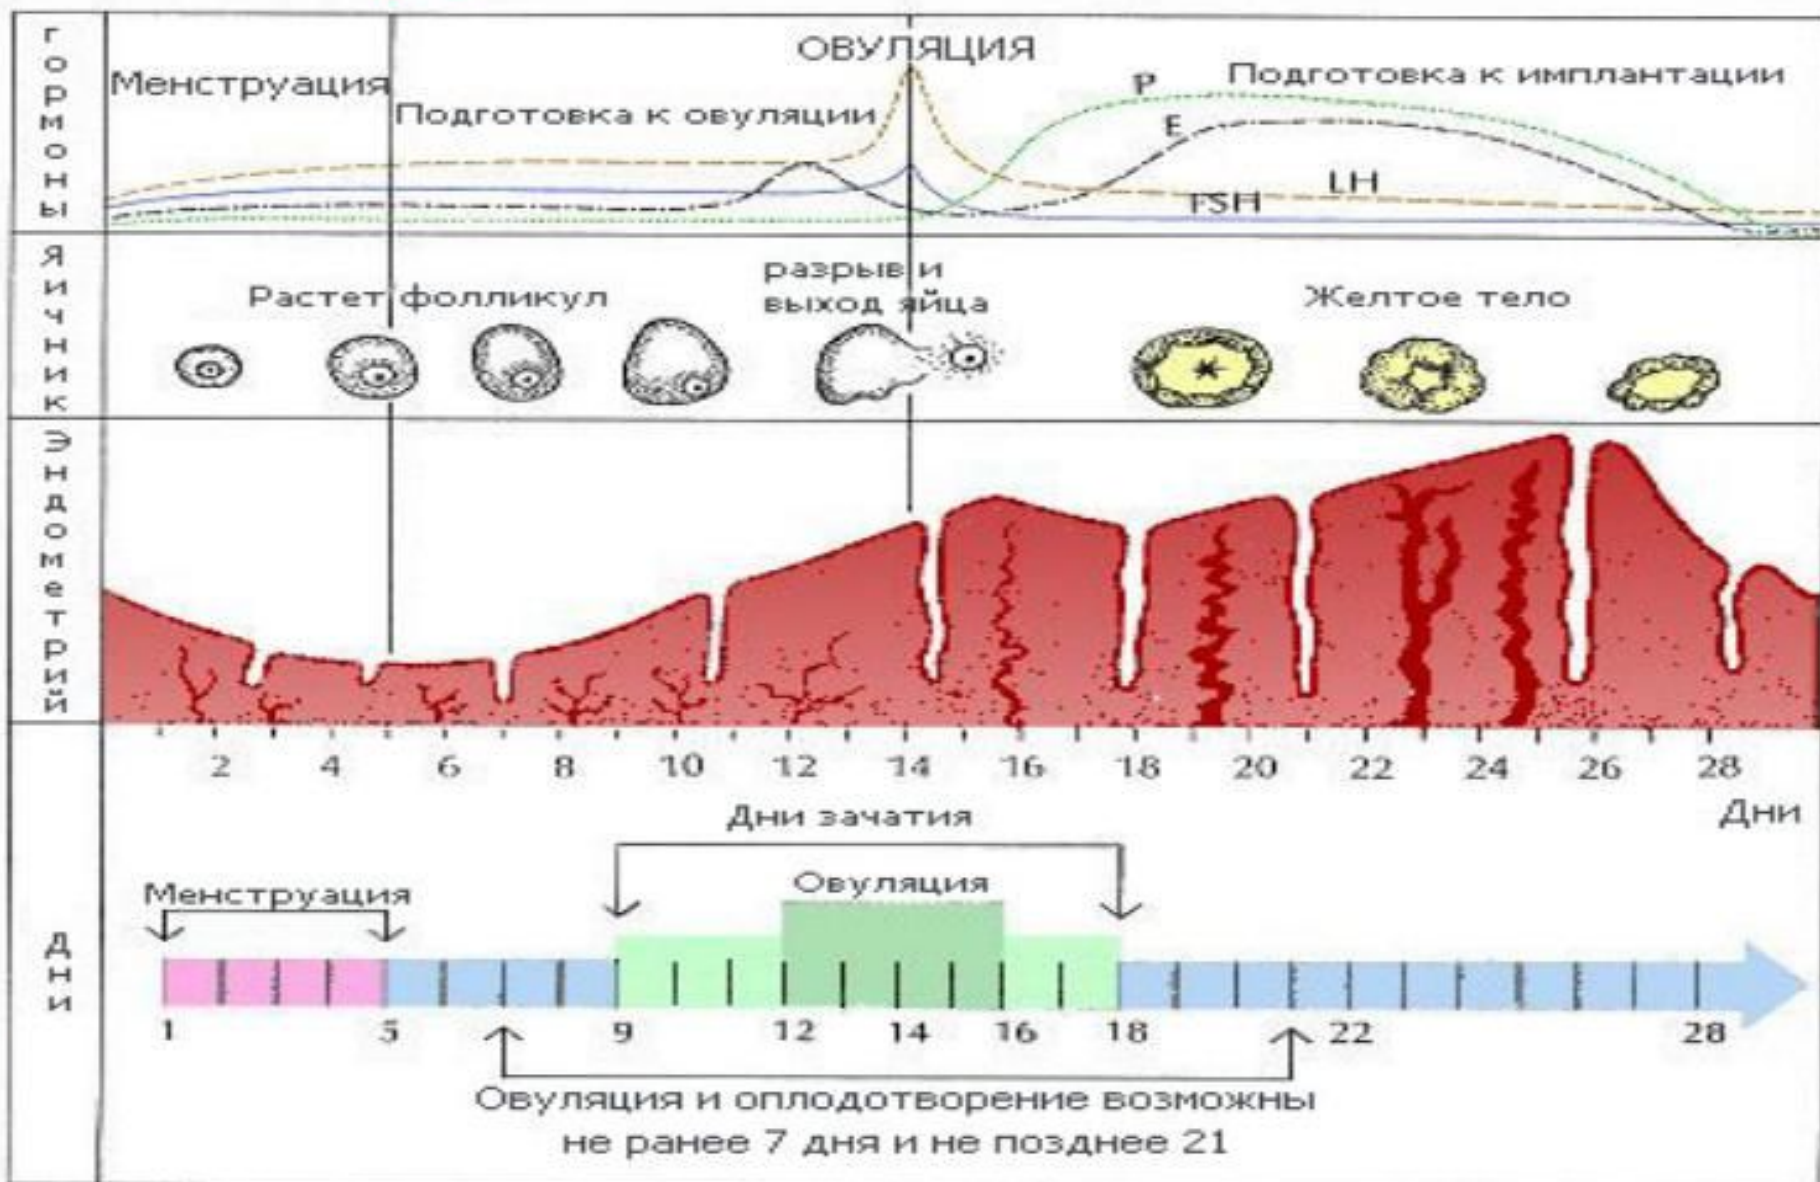 гормоны
Менструация
ОВУЛЯЦИЯ
Подготовка к овуляции
P
Подготовка к имплантации
E
LH
FSH
Яичник
Растет фолликул
разрыв и
выход яйца
Желтое тело
Эндометрий
2 4 6 8 10 12 14 16 18 20 22 24 26 28
Дни
Дни зачатия
Менструация
Овуляция
Дни
1 5 9 12 14 16 18 22 28
Овуляция и оплодотворение возможны
не ранее 7 дня и не позднее 21